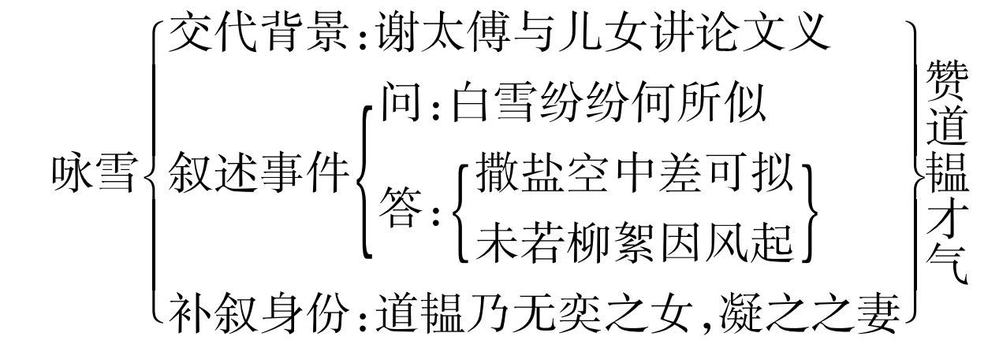 交代背景:谢太傅与儿女讲论文义
问:白雪纷纷何所似
咏雪
叙述事件
答:
撒盐空中差可拟
未若柳絮因风起
补叙身份:道韫乃无奕之女,凝之之妻
赞道韫才气